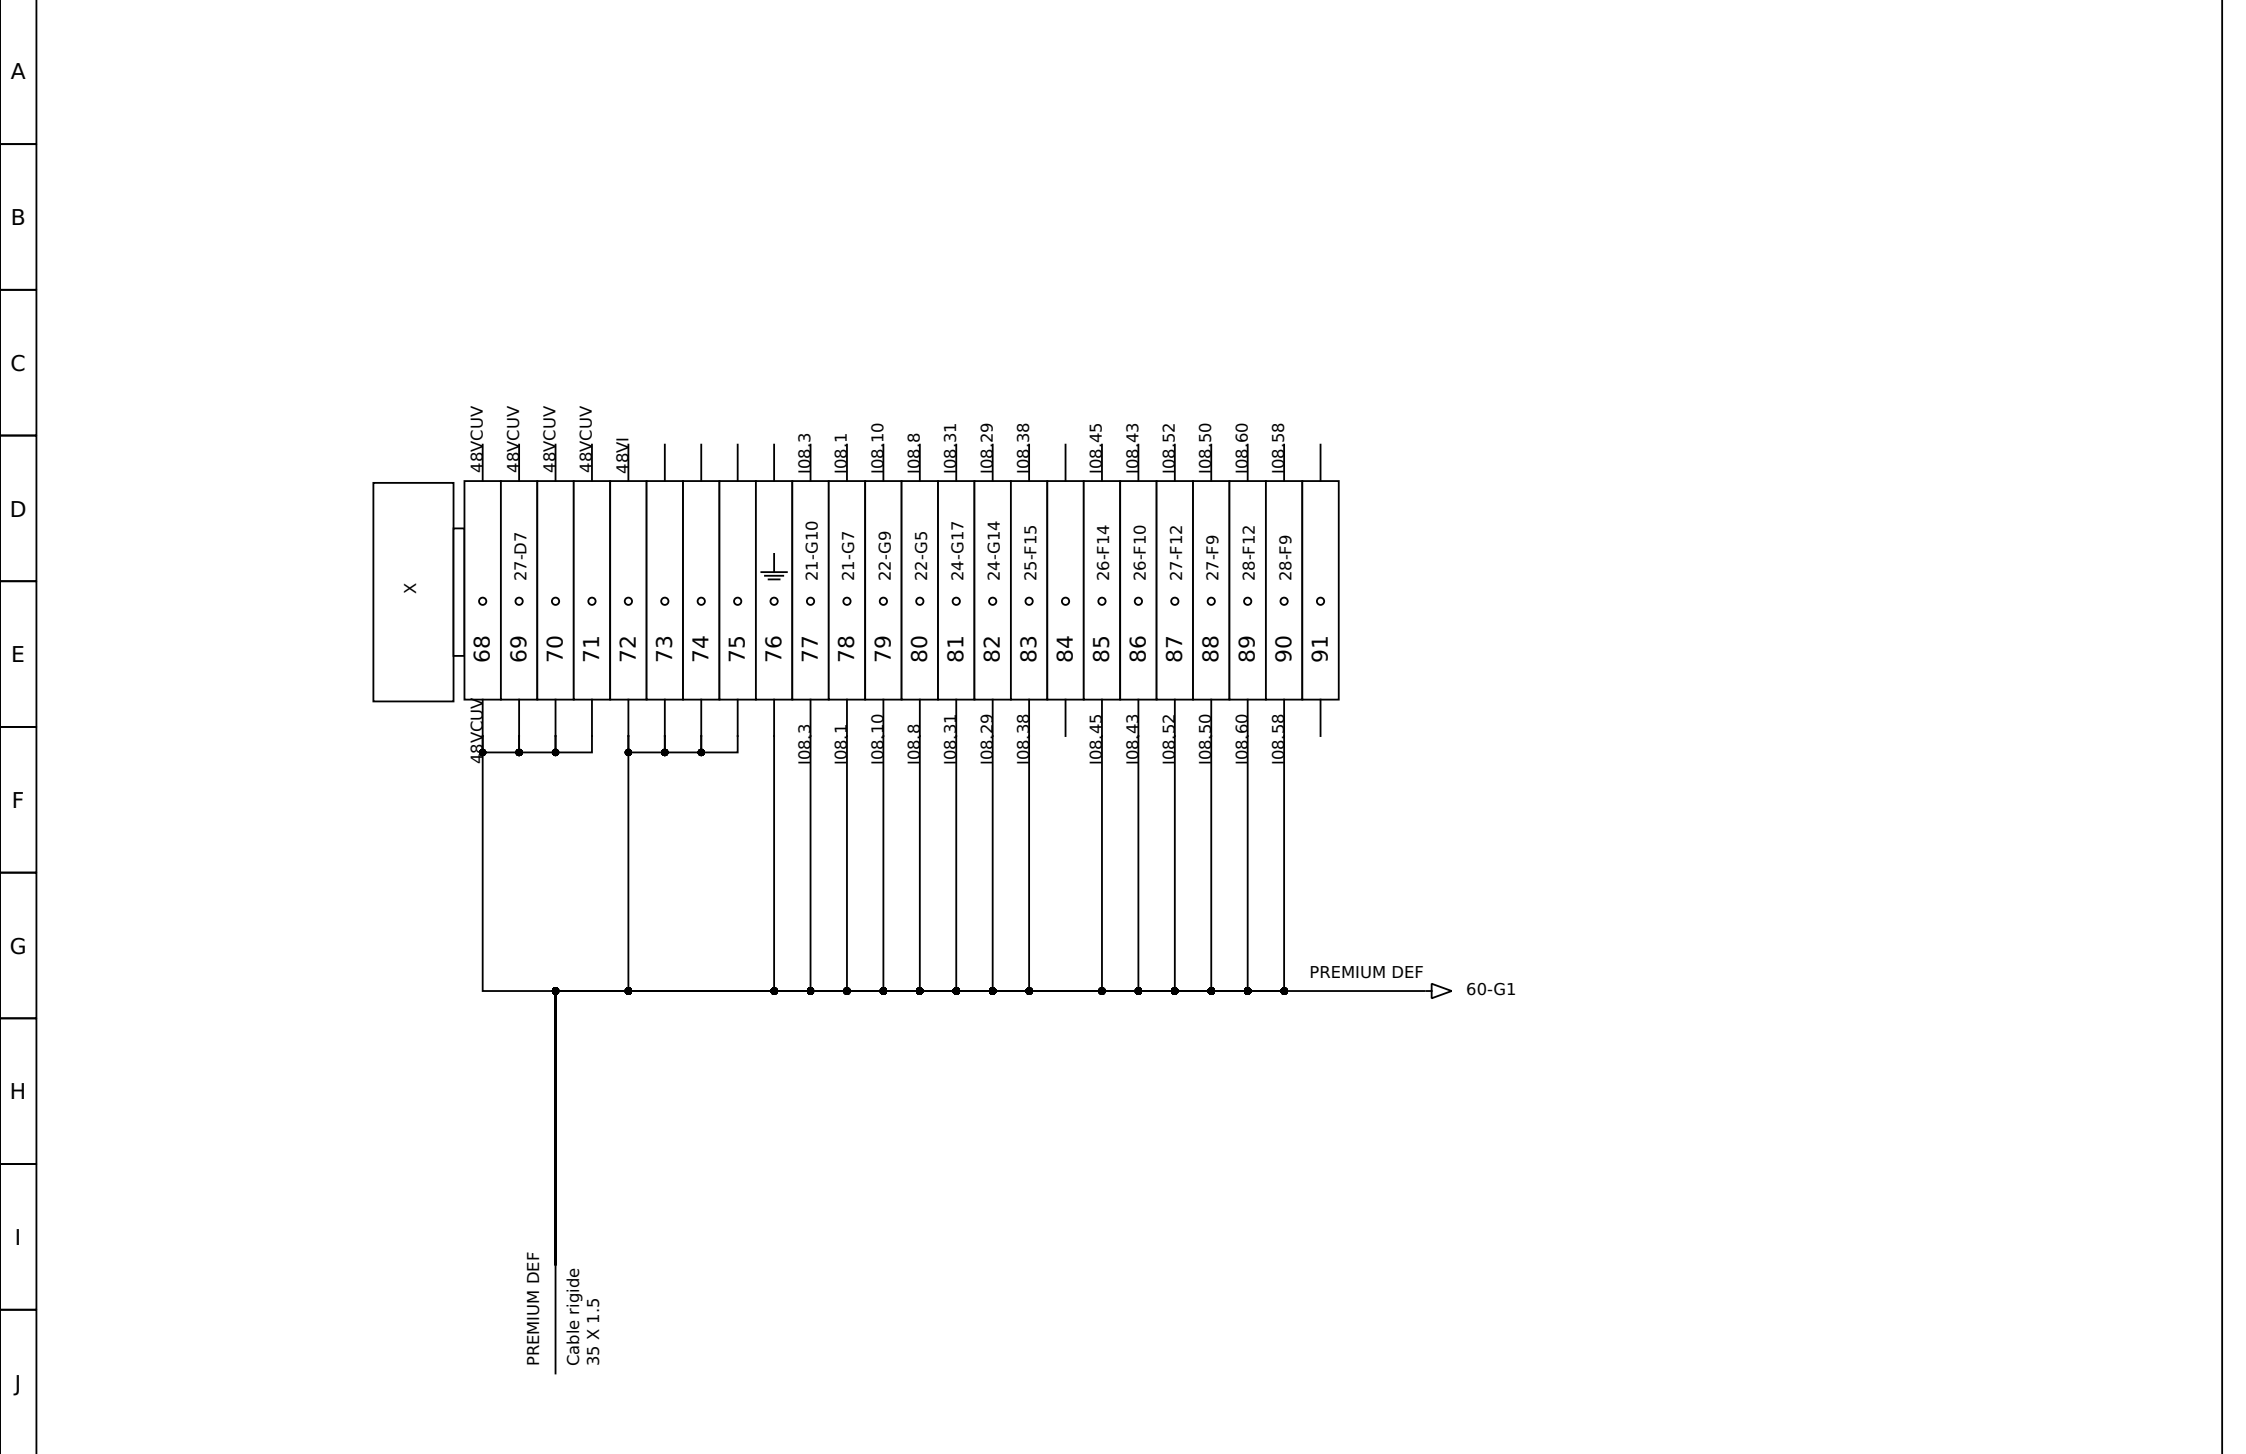 A
B
C
D
E
F
G
H
I
J
48VCUV
48VCUV
48VCUV
48VCUV
48VI
I08.3
I08.1
I08.10
I08.8
I08.31
I08.29
I08.38
I08.45
I08.43
I08.52
I08.50
I08.60
I08.58
X
27-D7
21-G10
21-G7
22-G9
22-G5
24-G17
24-G14
25-F15
26-F14
26-F10
27-F12
27-F9
28-F12
28-F9
68
69
70
71
72
73
74
75
76
77
78
79
80
81
82
83
84
85
86
87
88
89
90
91
48VCUV
I08.3
I08.1
I08.10
I08.8
I08.31
I08.29
I08.38
I08.45
I08.43
I08.52
I08.50
I08.60
I08.58
PREMIUM DEF
60-G1
PREMIUM DEF
Cable rigide
35 X 1.5